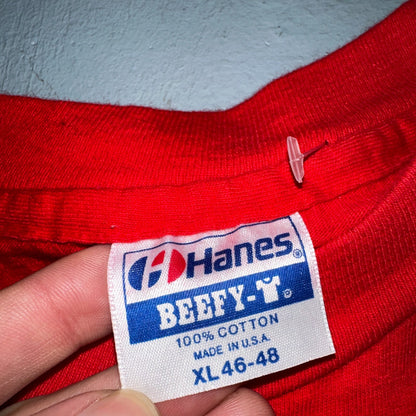 Hanes®
BEEFY-T®
100% COTTON
MADE IN U.S.A.
XL 46-48